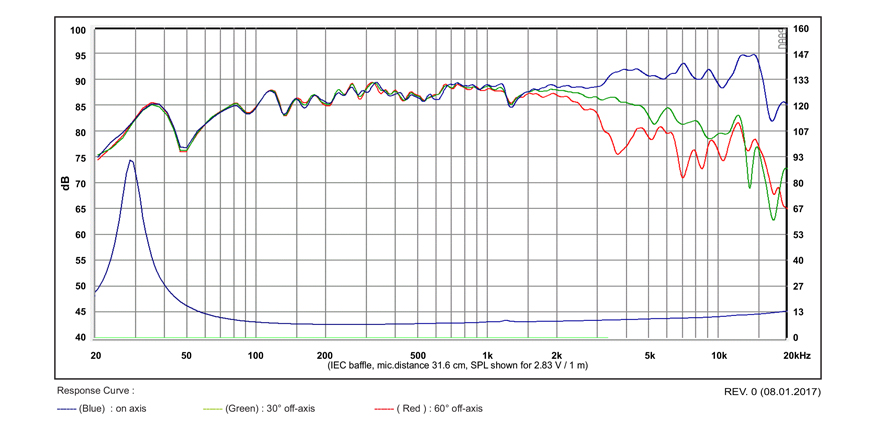 100 160
95 147
90 133
85 120
80 107
75 93
70 80
65 67
60 53
55 40
50 27
45 13
40 0
dB
20 50 100 200 500 1k 2k 5k 10k 20kHz
(IEC baffle, mic.distance 31.6 cm, SPL shown for 2.83 V / 1 m)
Response Curve :
REV. 0 (08.01.2017)
(Blue) : on axis (Green) : 30° off-axis ( Red ) : 60° off-axis